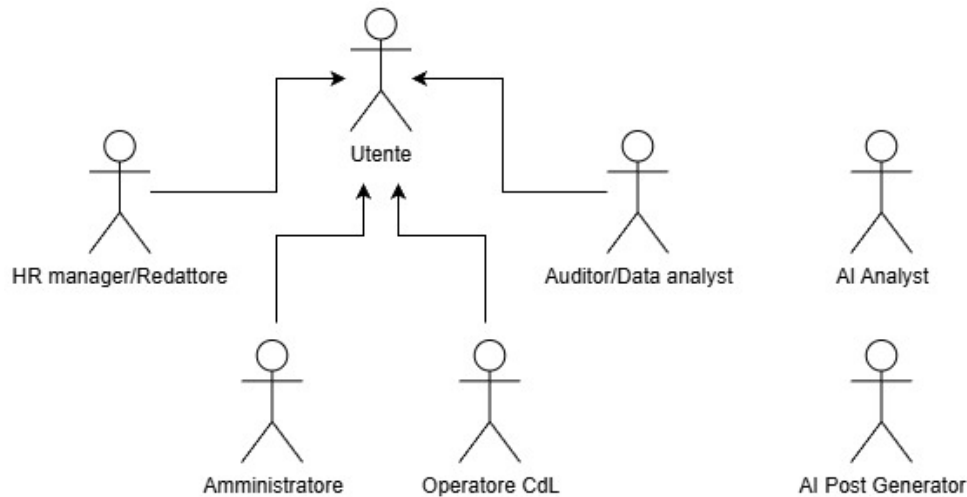 Utente
HR manager/Redattore
Auditor/Data analyst
AI Analyst
Amministratore
Operatore CdL
AI Post Generator